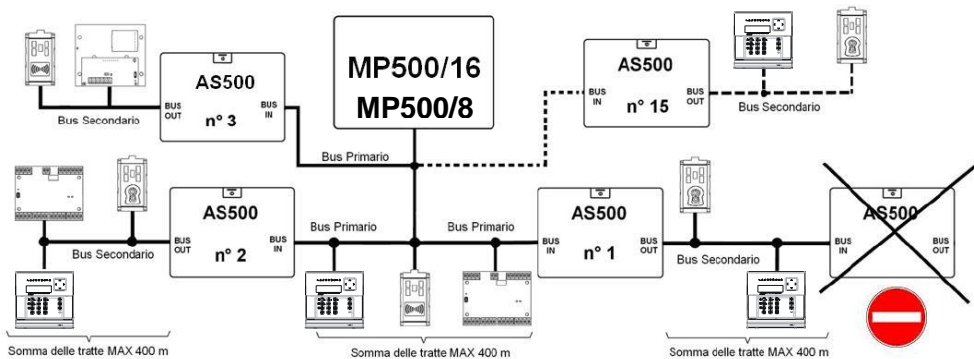 MP500/16
MP500/8
AS500
BUS OUT
BUS IN
n° 3
Bus Secondario
Bus Primario
AS500
BUS IN
BUS OUT
n° 15
Bus Secondario
AS500
BUS OUT
BUS IN
n° 2
Bus Secondario
Bus Primario
Bus Primario
AS500
BUS IN
BUS OUT
n° 1
Bus Secondario
AS500
BUS IN
BUS OUT
Somma delle tratte MAX 400 m
Somma delle tratte MAX 400 m
Somma delle tratte MAX 400 m